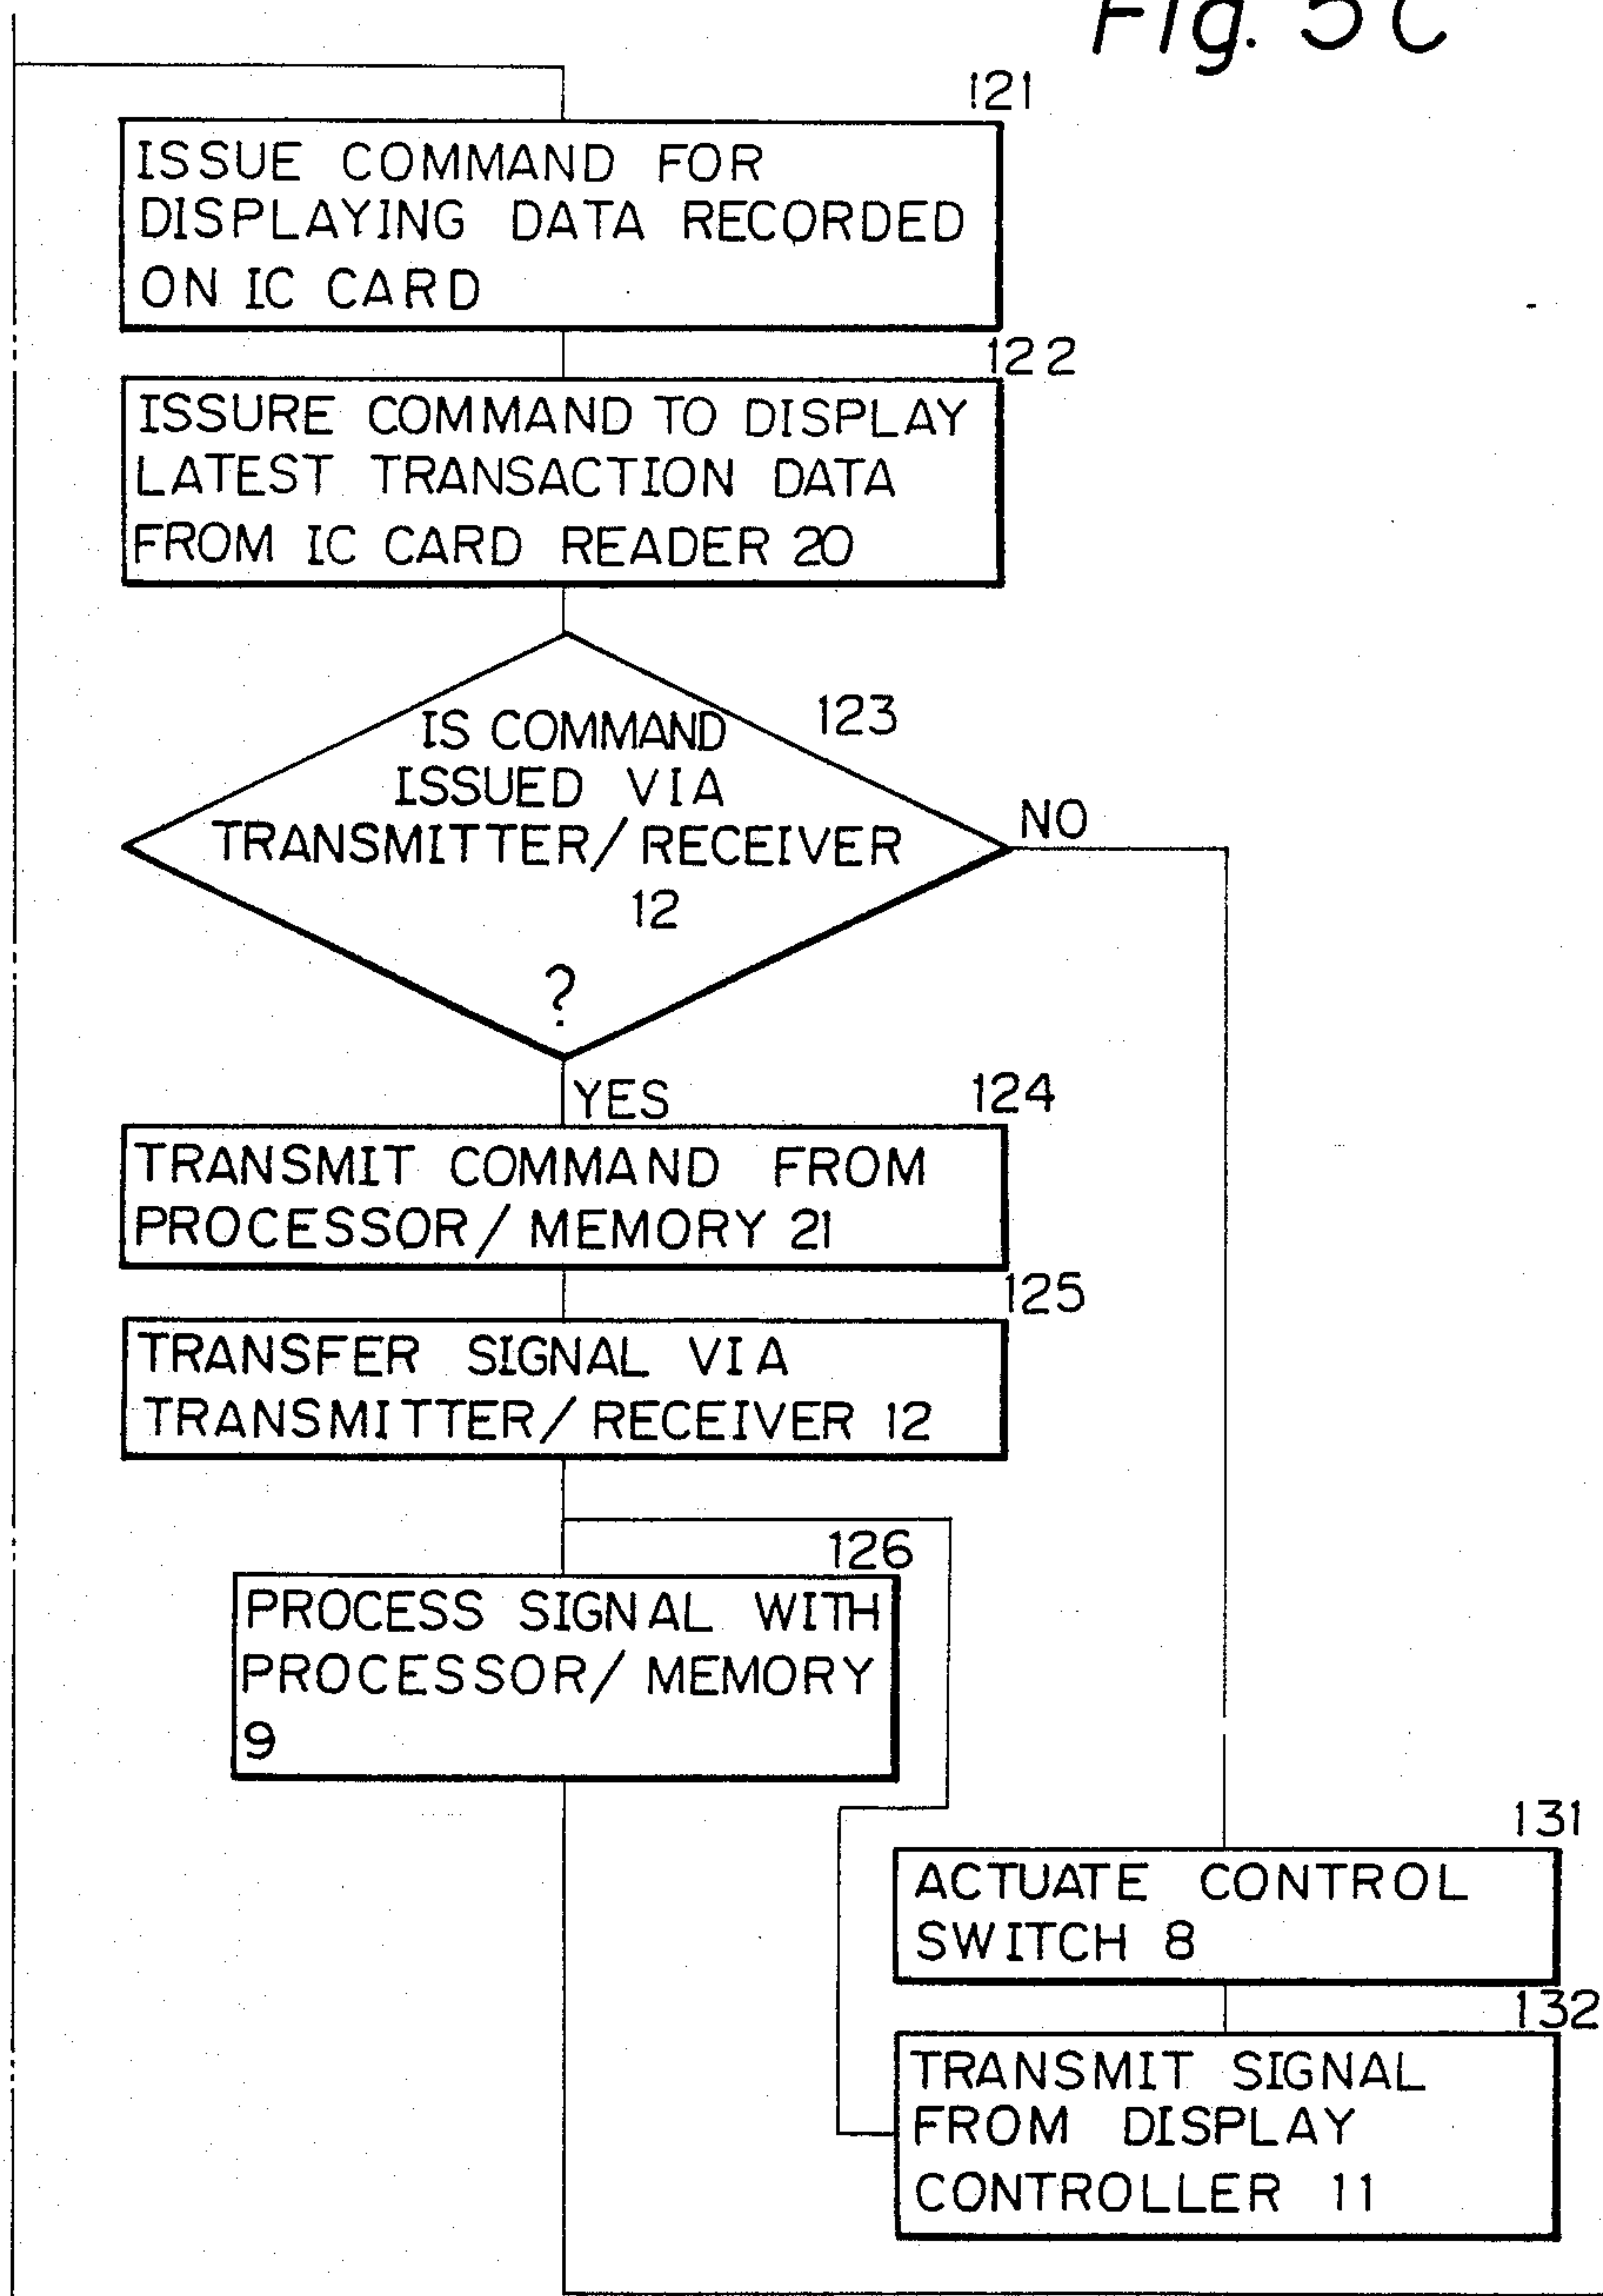 Fig. 5C
121
ISSUE COMMAND FOR
DISPLAYING DATA RECORDED
ON IC CARD
122
ISSURE COMMAND TO DISPLAY
LATEST TRANSACTION DATA
FROM IC CARD READER 20
123
IS COMMAND
ISSUED VIA
TRANSMITTER/RECEIVER
12
?
NO
YES
124
TRANSMIT COMMAND FROM
PROCESSOR/MEMORY 21
125
TRANSFER SIGNAL VIA
TRANSMITTER/RECEIVER 12
126
PROCESS SIGNAL WITH
PROCESSOR/MEMORY
9
131
ACTUATE CONTROL
SWITCH 8
132
TRANSMIT SIGNAL
FROM DISPLAY
CONTROLLER 11